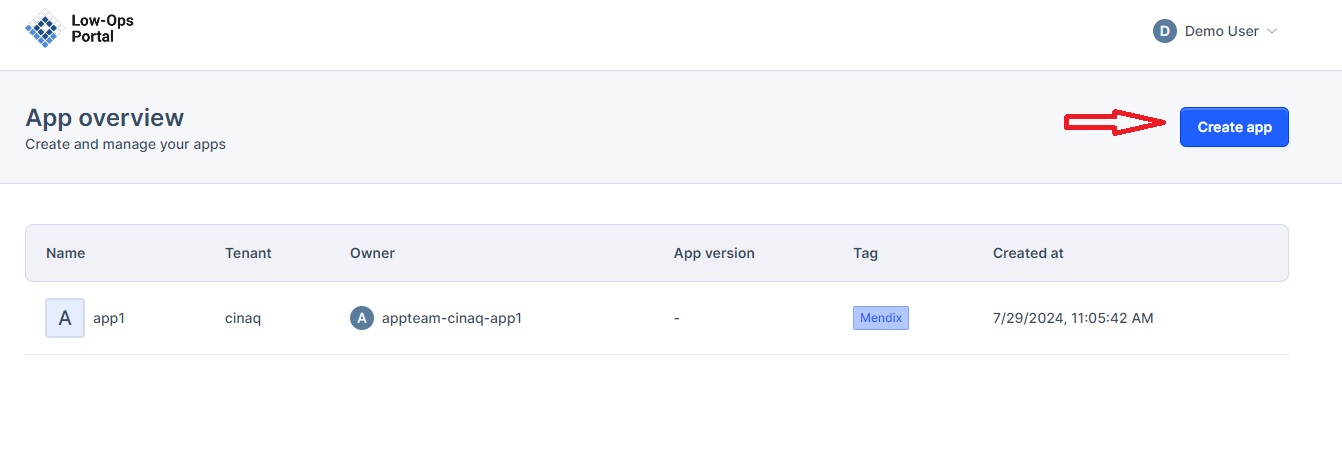 Low-Ops
Portal
D Demo User
App overview
Create and manage your apps
Create app
Name Tenant Owner App version Tag Created at
A app1 cinaq A appteam-cinaq-app1 - Mendix 7/29/2024, 11:05:42 AM